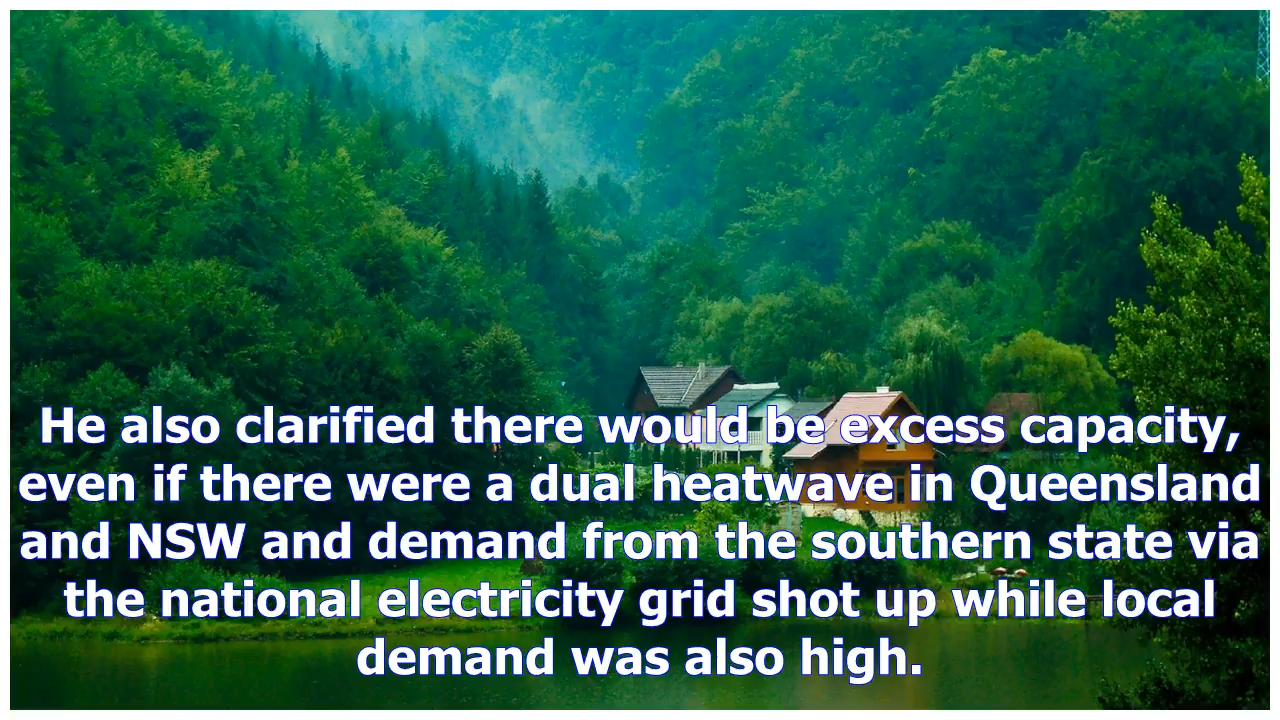 He also clarified there would be excess capacity,
even if there were a dual heatwave in Queensland
and NSW and demand from the southern state via
the national electricity grid shot up while local
demand was also high.